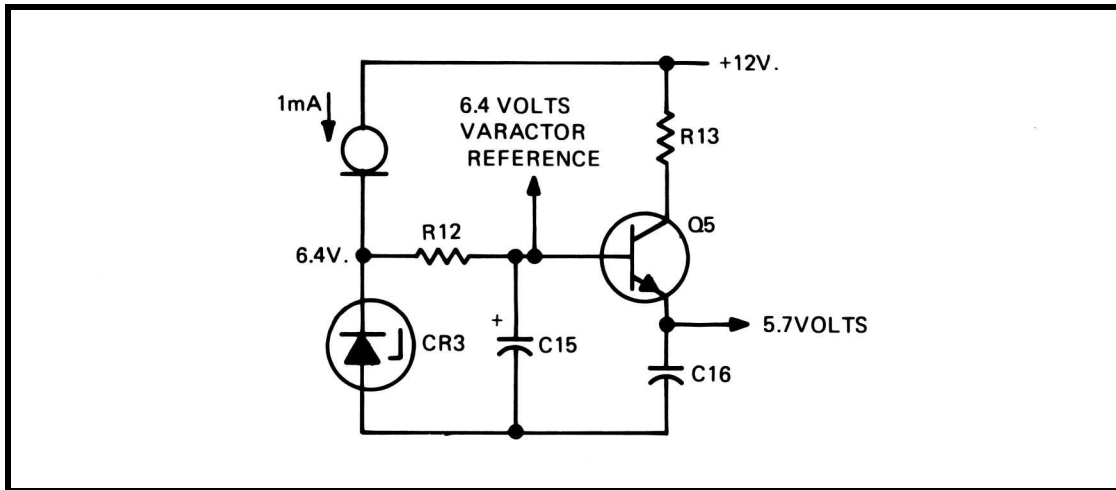 +12V.
1mA
6.4 VOLTS
VARACTOR
REFERENCE
R13
Q5
R12
6.4V.
5.7VOLTS
+
CR3
C15
C16